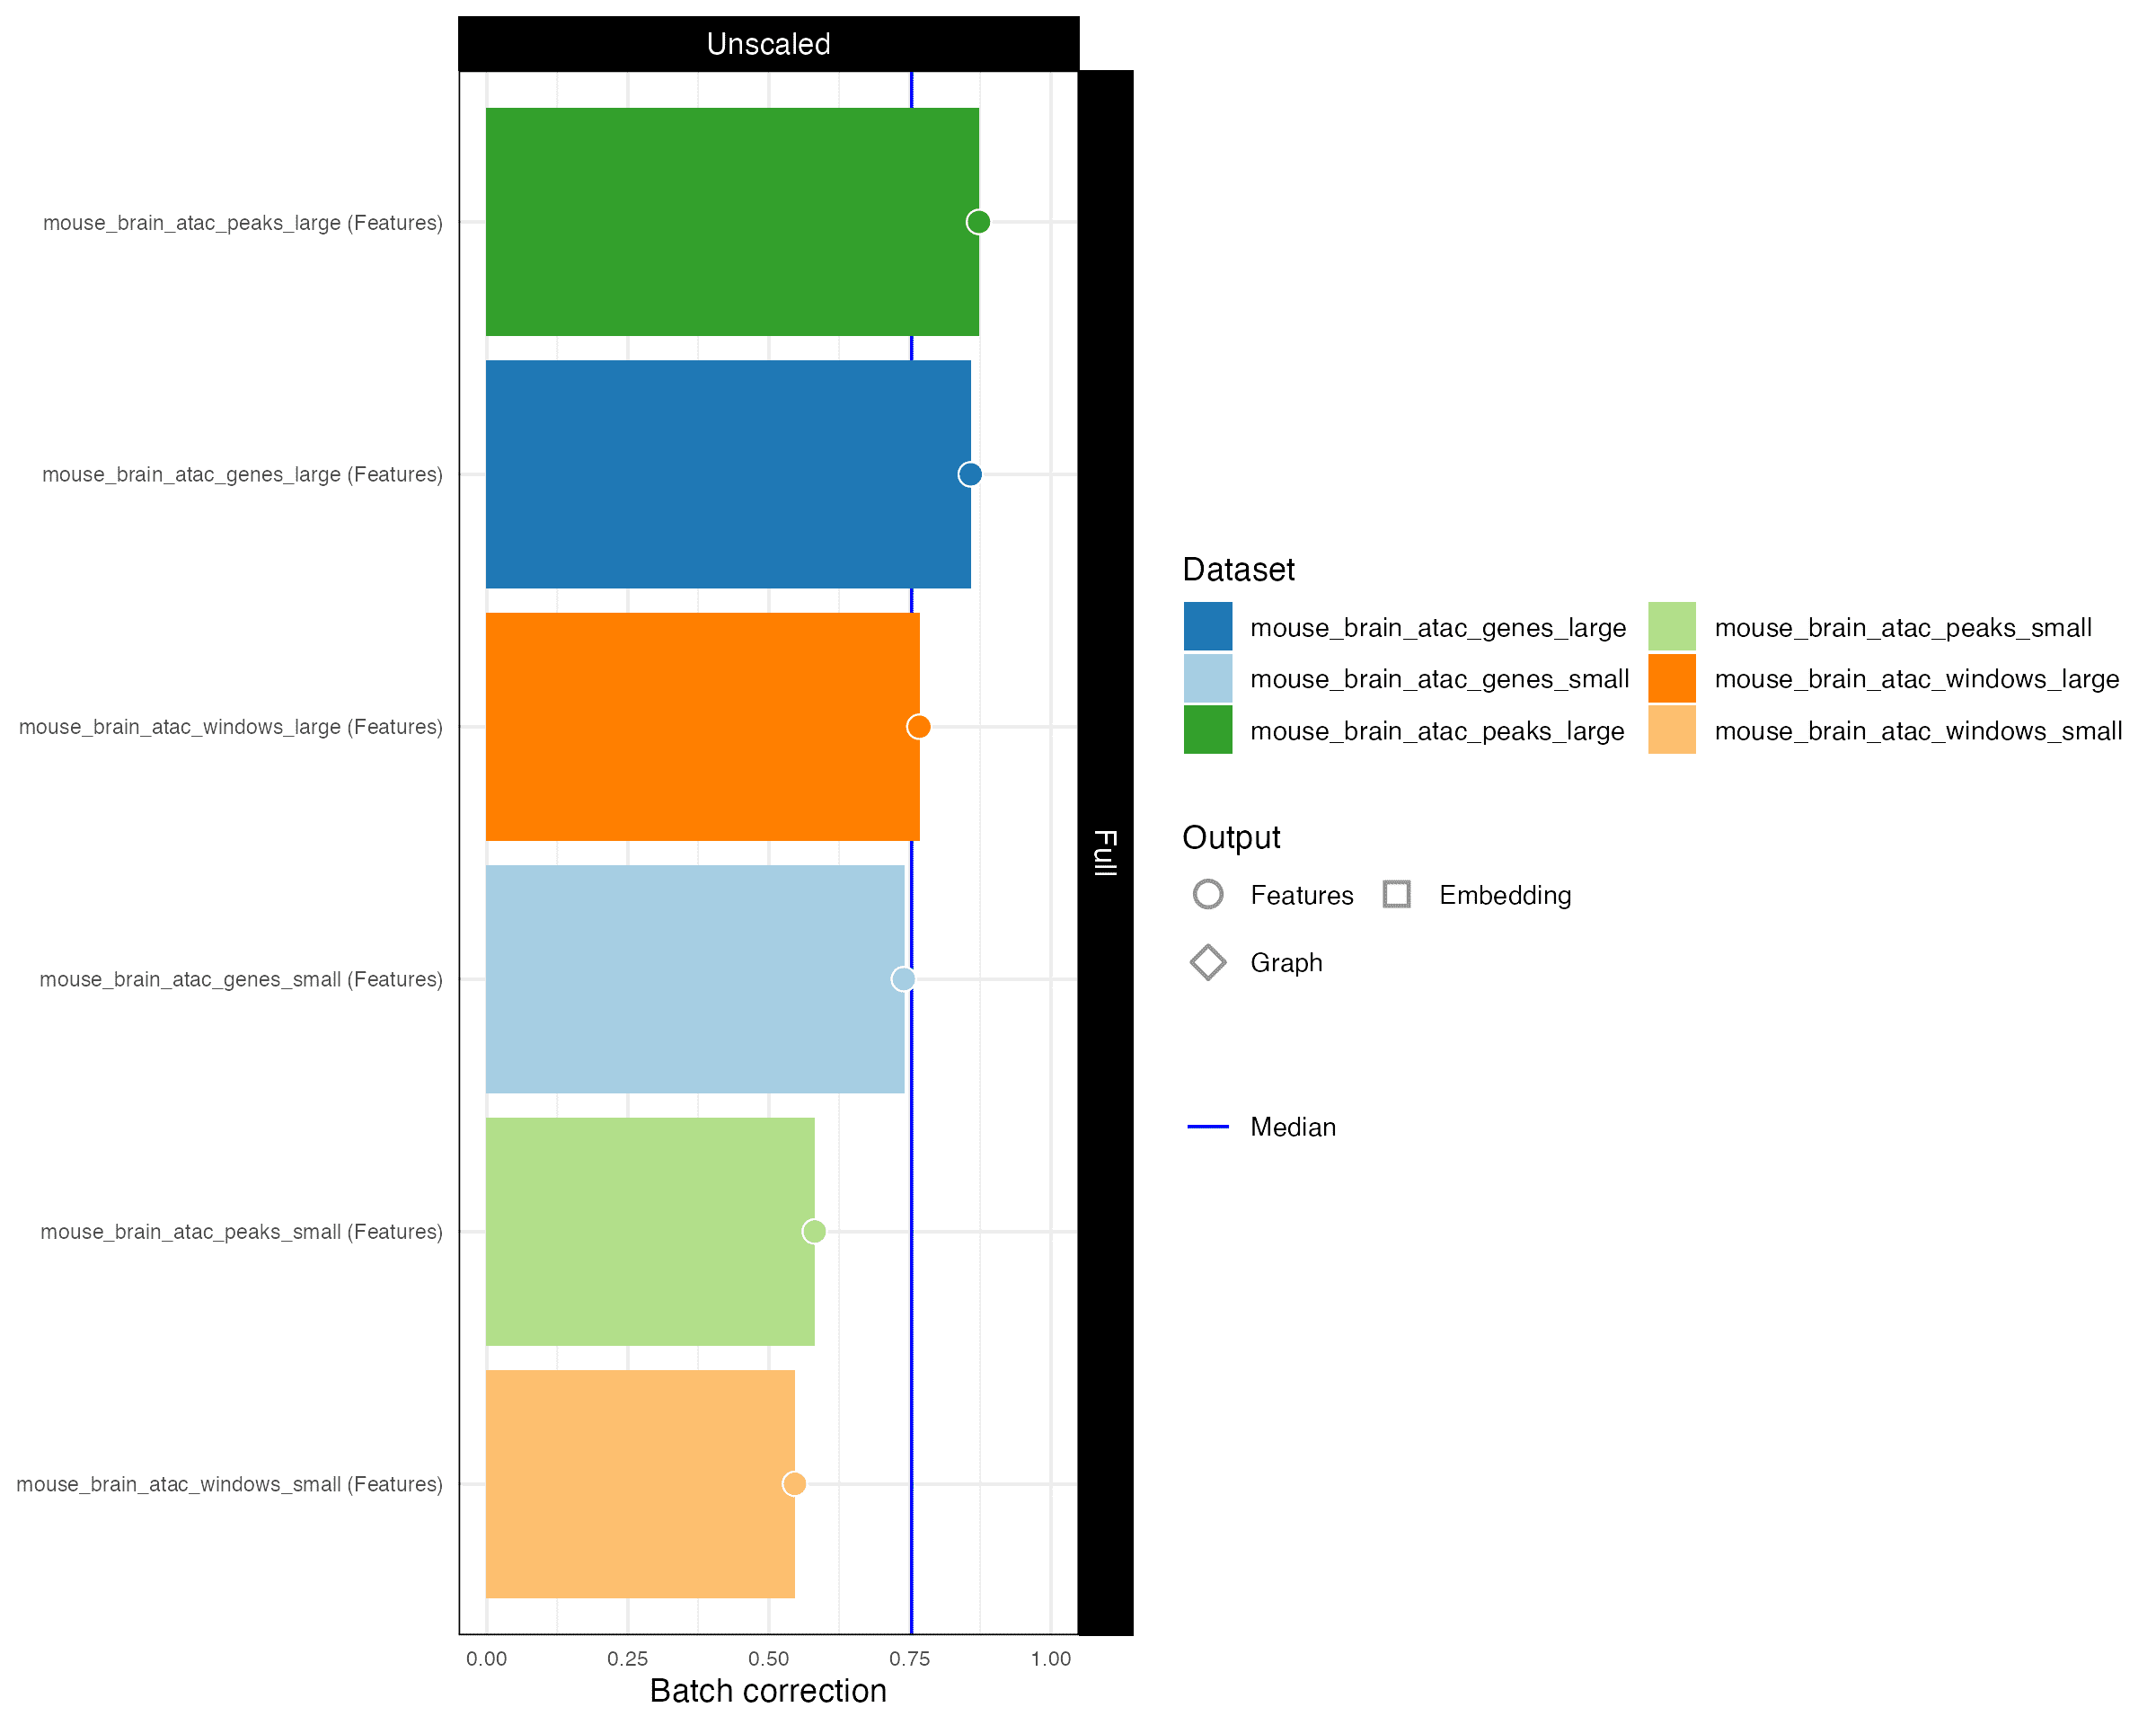 Unscaled
mouse_brain_atac_peaks_large (Features)
mouse_brain_atac_genes_large (Features)
mouse_brain_atac_windows_large (Features)
mouse_brain_atac_genes_small (Features)
mouse_brain_atac_peaks_small (Features)
mouse_brain_atac_windows_small (Features)
0.00 0.25 0.50 0.75 1.00
Batch correction
Full
Dataset
mouse_brain_atac_genes_large mouse_brain_atac_peaks_small
mouse_brain_atac_genes_small mouse_brain_atac_windows_large
mouse_brain_atac_peaks_large mouse_brain_atac_windows_small
Output
Features Embedding
Graph
Median